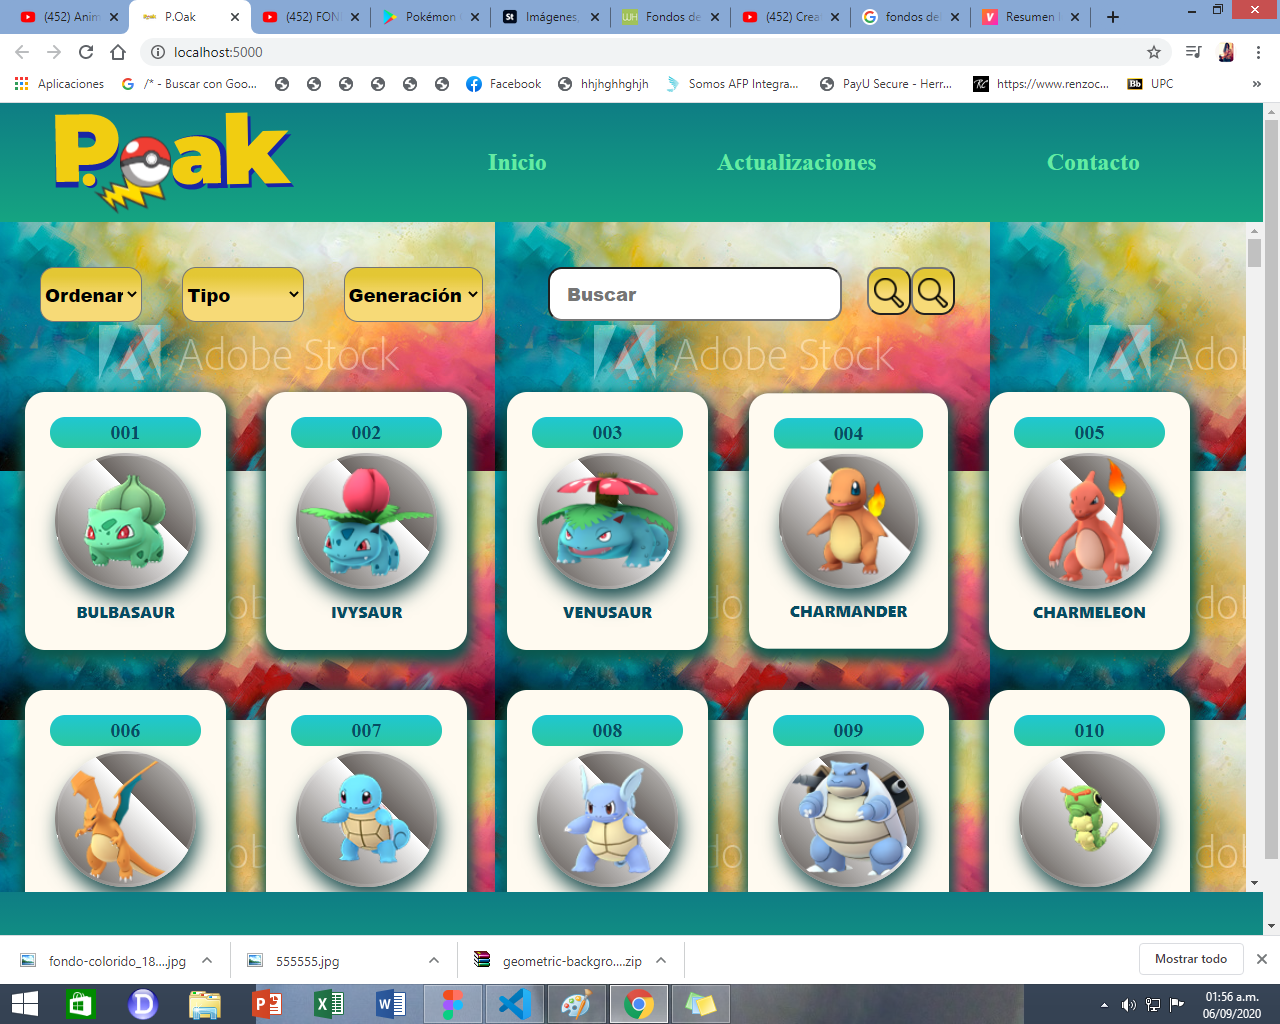 (452) Anim
P.Oak
(452) FON
Pokémon
Imágenes,
Fondos de
(452) Crea
fondos de
Resumen
localhost:5000
Aplicaciones
/* - Buscar con Goo...
Facebook
hhjhghhghjh
Somos AFP Integra...
PayU Secure - Herr...
https://www.renzoc...
UPC
P.oak
Inicio
Actualizaciones
Contacto
Ordenar
Tipo
Generación
Buscar
Adobe Stock
Adobe Stock
Adobe
001
002
003
004
005
BULBASAUR
IVYSAUR
VENUSAUR
CHARMANDER
CHARMELEON
006
007
008
009
010
fondo-colorido_18....jpg
555555.jpg
geometric-backgro....zip
Mostrar todo
01:56 a.m.
06/09/2020